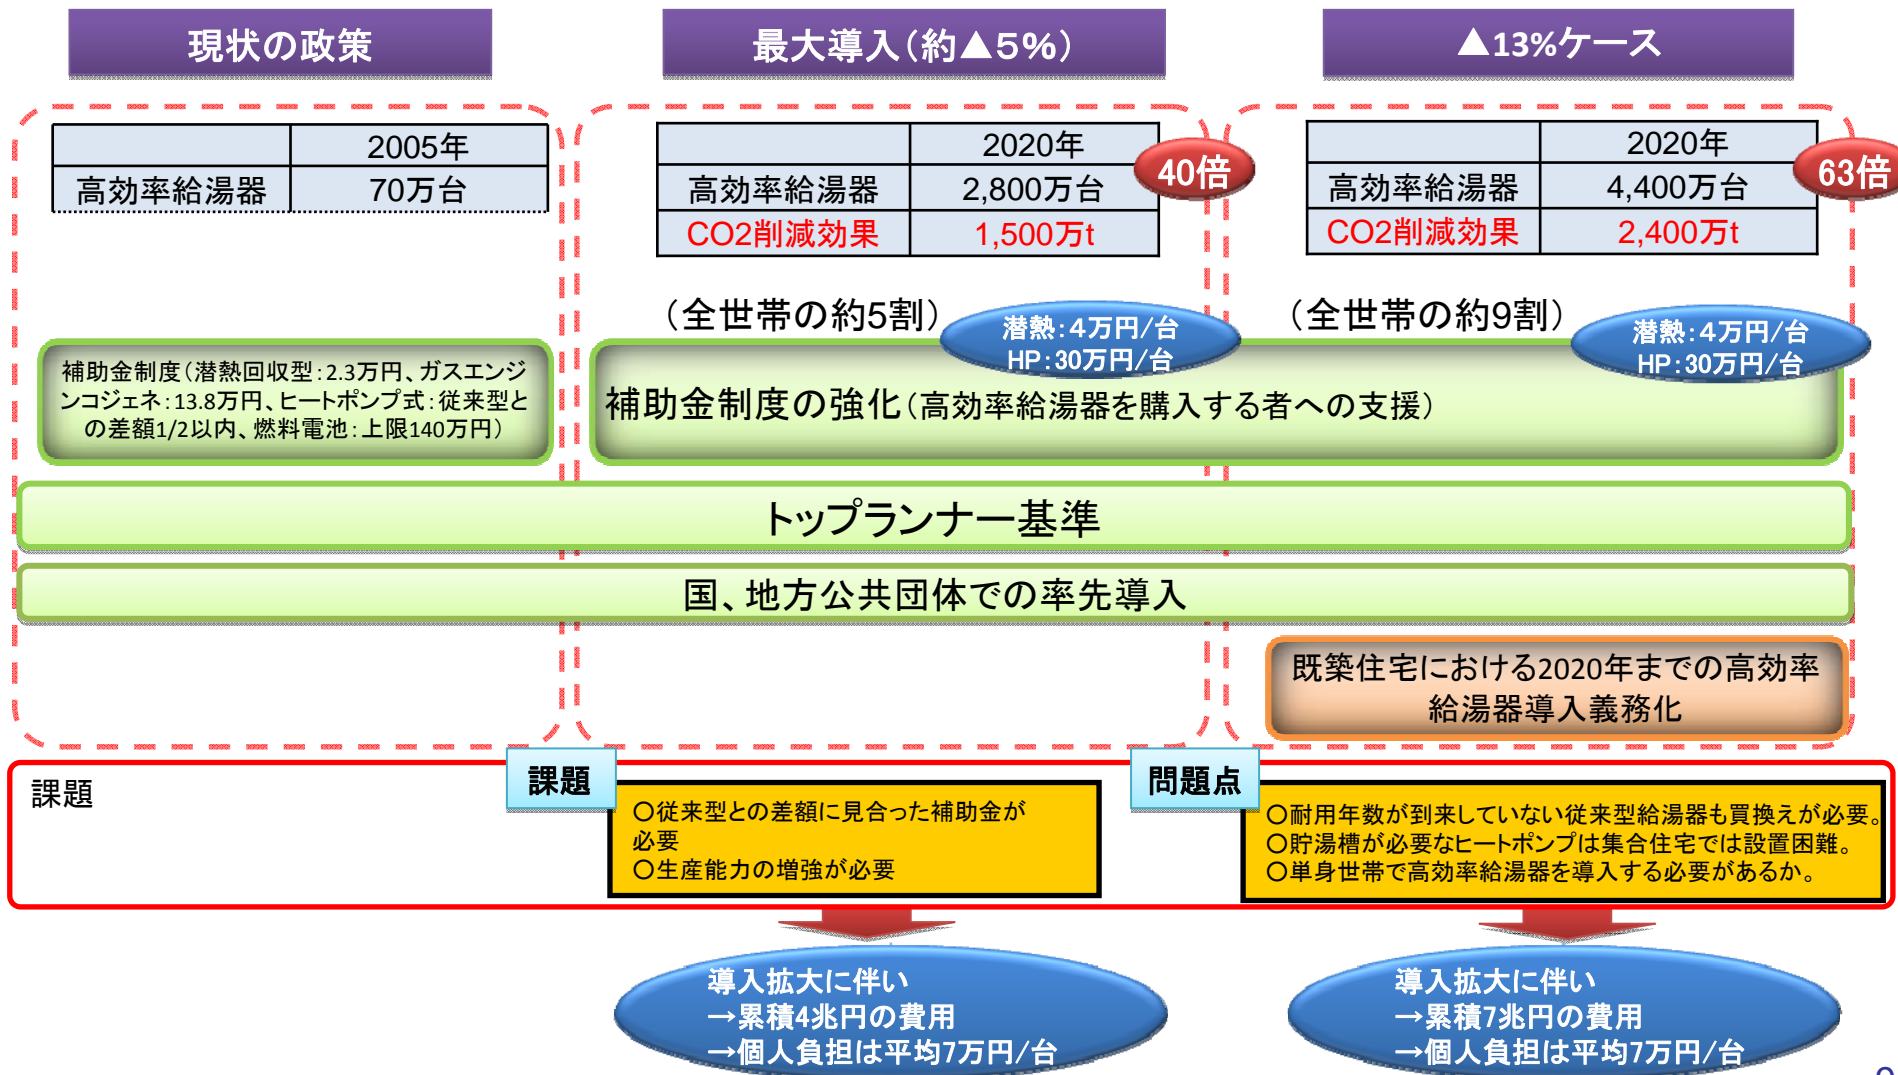 現状の政策
最大導入(約▲5%)
▲13%ケース
2005年
高効率給湯器 70万台
2020年
高効率給湯器 2,800万台
CO2削減効果 1,500万t
40倍
2020年
高効率給湯器 4,400万台
CO2削減効果 2,400万t
63倍
(全世帯の約5割)
潜熱:4万円/台
HP:30万円/台
(全世帯の約9割)
潜熱:4万円/台
HP:30万円/台
補助金制度(潜熱回収型:2.3万円、ガスエンジ
ンコジェネ:13.8万円、ヒートポンプ式:従来型と
の差額1/2以内、燃料電池:上限140万円)
補助金制度の強化(高効率給湯器を購入する者への支援)
トップランナー基準
国、地方公共団体での率先導入
既築住宅における2020年までの高効率
給湯器導入義務化
課題
課題
○従来型との差額に見合った補助金が
必要
○生産能力の増強が必要
問題点
○耐用年数が到来していない従来型給湯器も買換えが必要。
○貯湯槽が必要なヒートポンプは集合住宅では設置困難。
○単身世帯で高効率給湯器を導入する必要があるか。
導入拡大に伴い
→累積4兆円の費用
→個人負担は平均7万円/台
導入拡大に伴い
→累積7兆円の費用
→個人負担は平均7万円/台